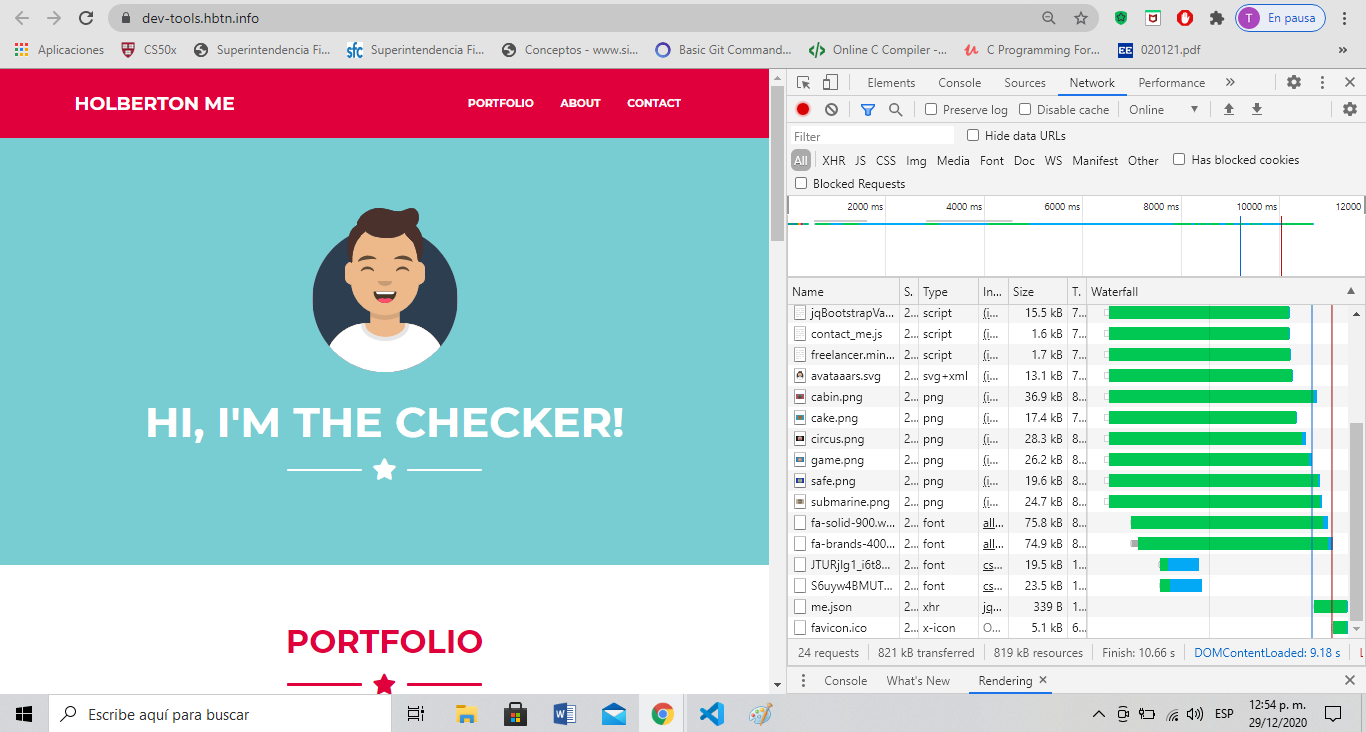 dev-tools.hbtn.info
T En pausa
Aplicaciones CS50x Superintendencia Fi... sfc Superintendencia Fi... Conceptos - www.si... Basic Git Command... Online C Compiler -... C Programming For... EE 020121.pdf »
HOLBERTON ME PORTFOLIO ABOUT CONTACT
HI, I'M THE CHECKER!
PORTFOLIO
Elements Console Sources Network Performance »
Preserve log Disable cache Online
Filter Hide data URLs
All XHR JS CSS Img Media Font Doc WS Manifest Other Has blocked cookies
Blocked Requests
2000 ms 4000 ms 6000 ms 8000 ms 10000 ms 12000
Name S. Type In... Size T. Waterfall
jqBootstrapVa... 2... script (i... 15.5 kB 7...
contact_me.js 2... script (i... 1.6 kB 7...
freelancer.min... 2... script (i... 1.7 kB 7...
avataaars.svg 2... svg+xml (i... 13.1 kB 7...
cabin.png 2... png (i... 36.9 kB 8...
cake.png 2... png (i... 17.4 kB 7...
circus.png 2... png (i... 28.3 kB 8...
game.png 2... png (i... 26.2 kB 8...
safe.png 2... png (i... 19.6 kB 8...
submarine.png 2... png (i... 24.7 kB 8...
fa-solid-900.w... 2... font all... 75.8 kB 8...
fa-brands-400... 2... font all... 74.9 kB 8...
JTURjIg1_i6t8... 2... font cs... 19.5 kB 1...
S6uyw4BMUT... 2... font cs... 23.5 kB 1...
me.json 2... xhr jq... 339 B 1...
favicon.ico 2... x-icon O... 5.1 kB 6...
24 requests 821 kB transferred 819 kB resources Finish: 10.66 s DOMContentLoaded: 9.18 s L
Console What's New Rendering
Escribe aquí para buscar
ESP
12:54 p. m.
29/12/2020